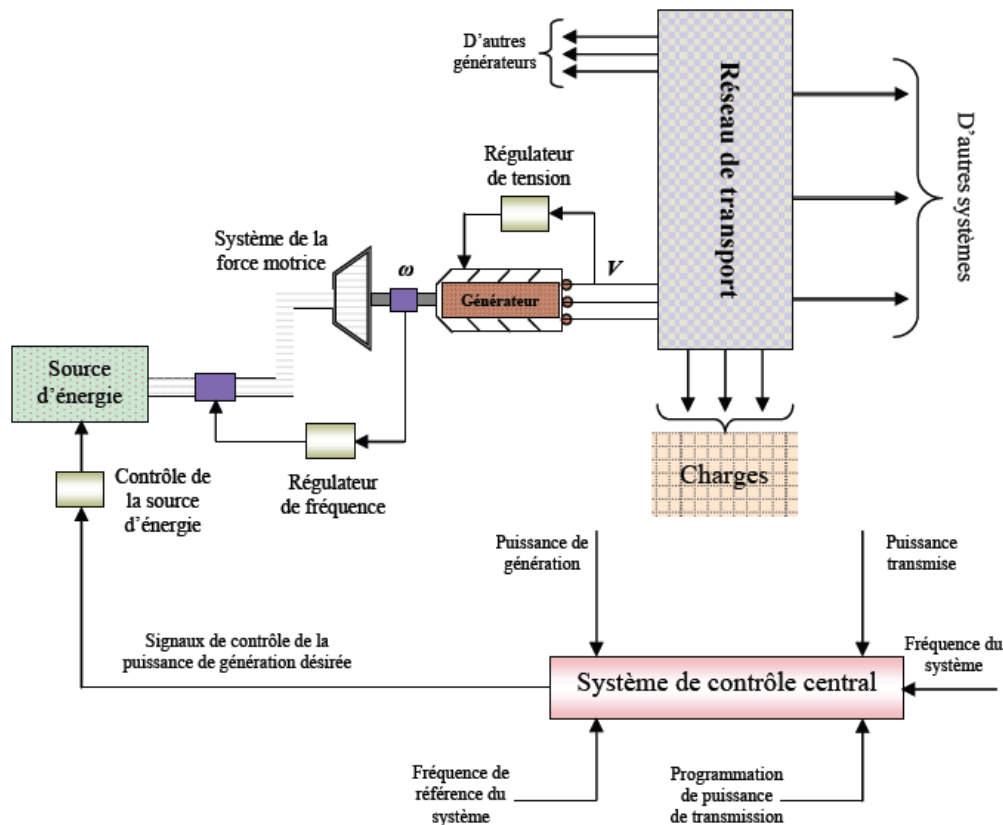 D'autres
générateurs
Réseau de transport
D'autres systèmes
Régulateur
de tension
Système de la
force motrice
ω
V
Générateur
Source
d'énergie
Contrôle de
la source
d'énergie
Régulateur
de fréquence
Charges
Puissance de
génération
Puissance
transmise
Signaux de contrôle de la
puissance de génération désirée
Fréquence du
système
Système de contrôle central
Fréquence de
référence du
système
Programmation
de puissance
de transmission